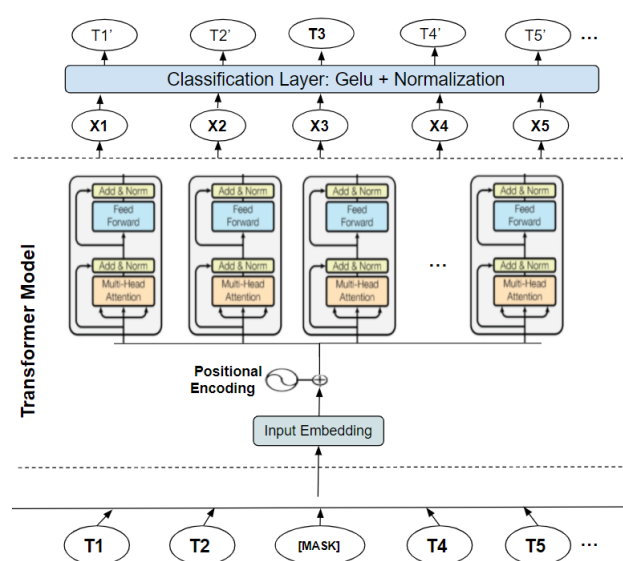 T1’ T2’ T3 T4’ T5’ ...
Classification Layer: Gelu + Normalization
X1 X2 X3 X4 X5
Transformer Model
Add & Norm Add & Norm Add & Norm Add & Norm
Feed Feed Feed Feed
Forward Forward Forward Forward
...
Add & Norm Add & Norm Add & Norm Add & Norm
Multi-Head Multi-Head Multi-Head Multi-Head
Attention Attention Attention Attention
Positional
Encoding
Input Embedding
T1 T2 [MASK] T4 T5 ...